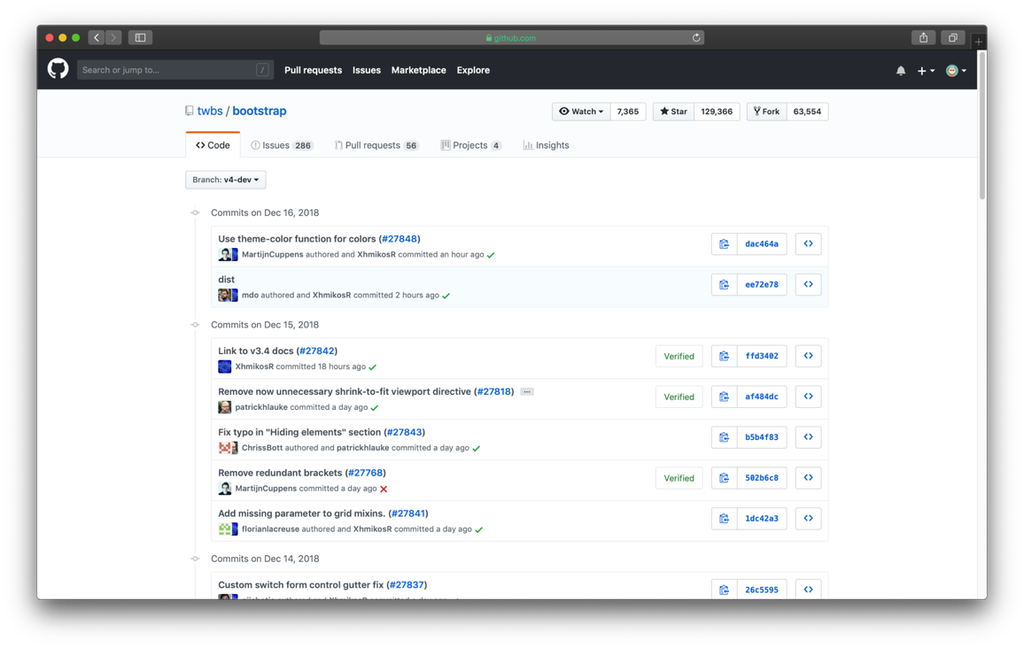 github.com
Search or jump to... /
Pull requests Issues Marketplace Explore
twbs / bootstrap
Watch 7,365 Star 129,366 Fork 63,554
Code Issues 286 Pull requests 56 Projects 4 Insights
Branch: v4-dev
Commits on Dec 16, 2018
Use theme-color function for colors (#27848)
MartijnCuppens authored and XhmikosR committed an hour ago
dac464a
dist
mdo authored and XhmikosR committed 2 hours ago
ee72e78
Commits on Dec 15, 2018
Link to v3.4 docs (#27842)
XhmikosR committed 18 hours ago
Verified ffd3402
Remove now unnecessary shrink-to-fit viewport directive (#27818) …
patrickhlauke committed a day ago
Verified af484dc
Fix typo in "Hiding elements" section (#27843)
ChrissBott authored and patrickhlauke committed a day ago
b5b4f83
Remove redundant brackets (#27768)
MartijnCuppens committed a day ago
Verified 502b6c8
Add missing parameter to grid mixins. (#27841)
florianlacreuse authored and XhmikosR committed a day ago
1dc42a3
Commits on Dec 14, 2018
Custom switch form control gutter fix (#27837)
26c5595
authored and XhmikosR committed a day ago